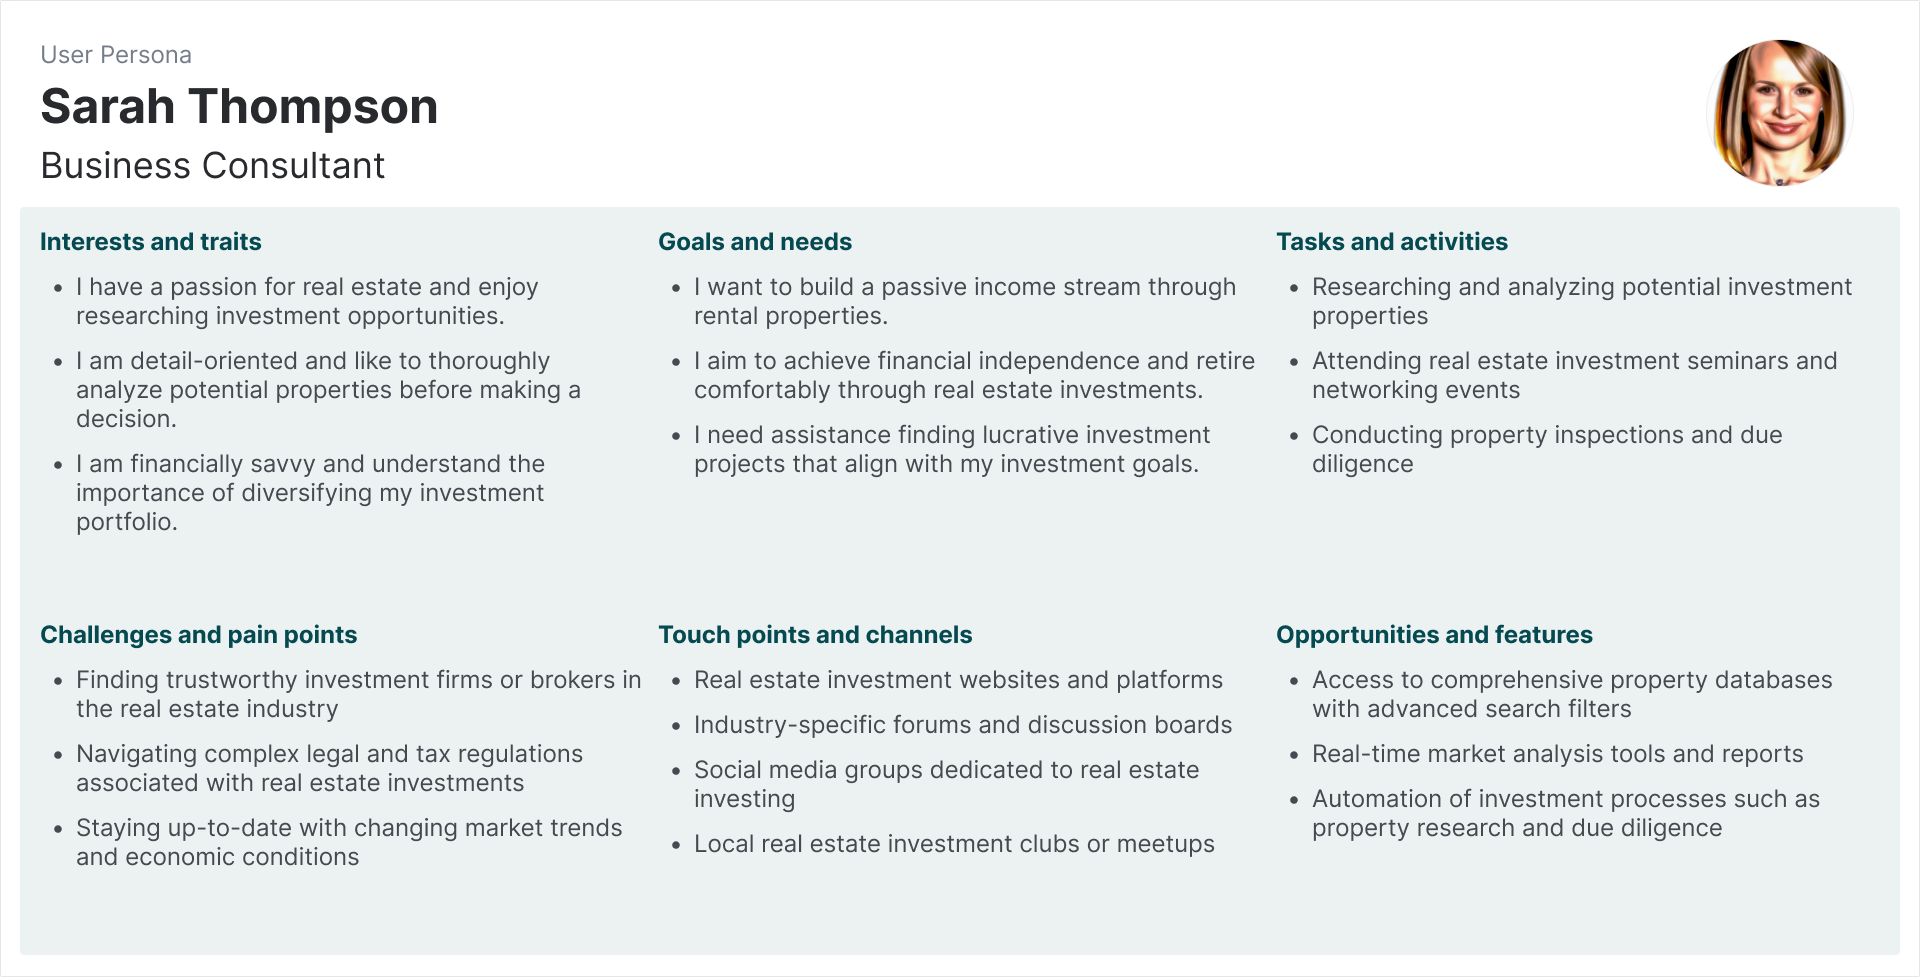 User Persona
Sarah Thompson
Business Consultant
Interests and traits
• I have a passion for real estate and enjoy
researching investment opportunities.
• I am detail-oriented and like to thoroughly
analyze potential properties before making a
decision.
• I am financially savvy and understand the
importance of diversifying my investment
portfolio.
Goals and needs
• I want to build a passive income stream through
rental properties.
• I aim to achieve financial independence and retire
comfortably through real estate investments.
• I need assistance finding lucrative investment
projects that align with my investment goals.
Tasks and activities
• Researching and analyzing potential investment
properties
• Attending real estate investment seminars and
networking events
• Conducting property inspections and due
diligence
Challenges and pain points
• Finding trustworthy investment firms or brokers in
the real estate industry
• Navigating complex legal and tax regulations
associated with real estate investments
• Staying up-to-date with changing market trends
and economic conditions
Touch points and channels
• Real estate investment websites and platforms
• Industry-specific forums and discussion boards
• Social media groups dedicated to real estate
investing
• Local real estate investment clubs or meetups
Opportunities and features
• Access to comprehensive property databases
with advanced search filters
• Real-time market analysis tools and reports
• Automation of investment processes such as
property research and due diligence